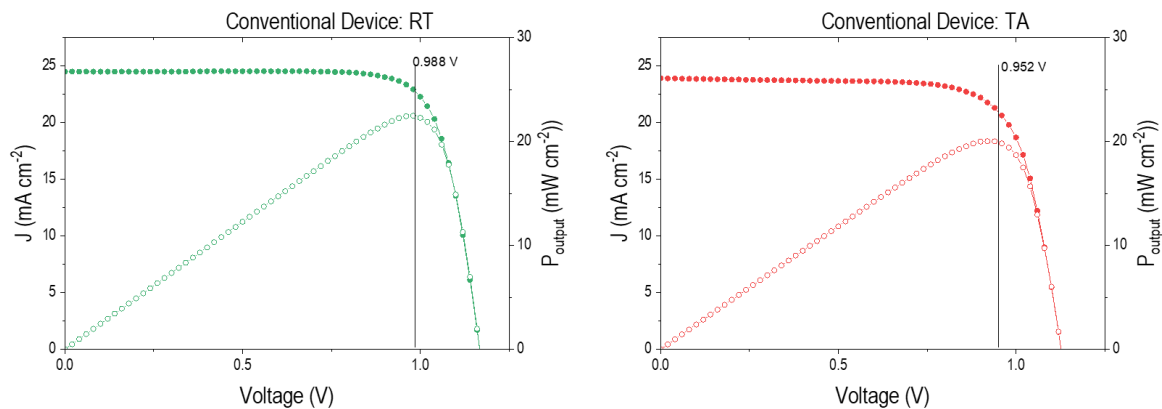 Conventional Device: RT
J (mA cm-2)
25
20
15
10
5
0
0.988 V
30
20
10
0
Poutput (mW cm-2))
0.0
0.5
1.0
Voltage (V)
Conventional Device: TA
J (mA cm-2)
25
20
15
10
5
0
0.952 V
30
20
10
0
Poutput (mW cm-2))
0.0
0.5
1.0
Voltage (V)